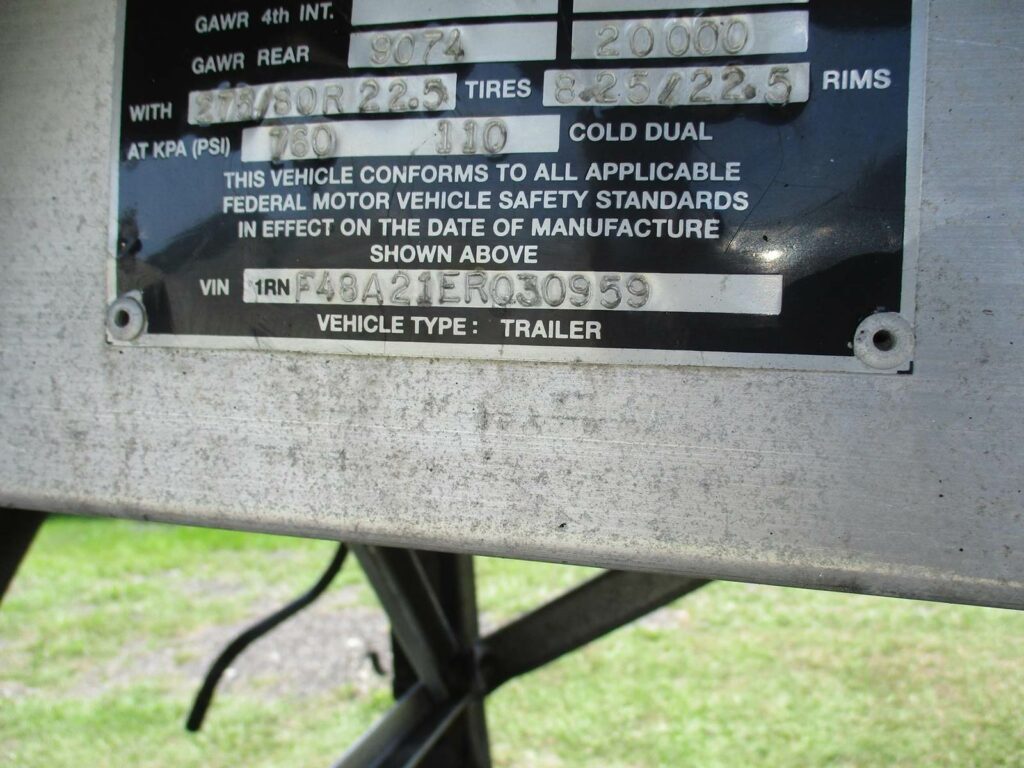 GAWR 4th INT.
GAWR REAR 9074 20000
WITH 275/80R 22.5 TIRES 8.25/22.5 RIMS
AT KPA (PSI) 760 110 COLD DUAL
THIS VEHICLE CONFORMS TO ALL APPLICABLE
FEDERAL MOTOR VEHICLE SAFETY STANDARDS
IN EFFECT ON THE DATE OF MANUFACTURE
SHOWN ABOVE
VIN 1RNF48A21ER030959
VEHICLE TYPE: TRAILER